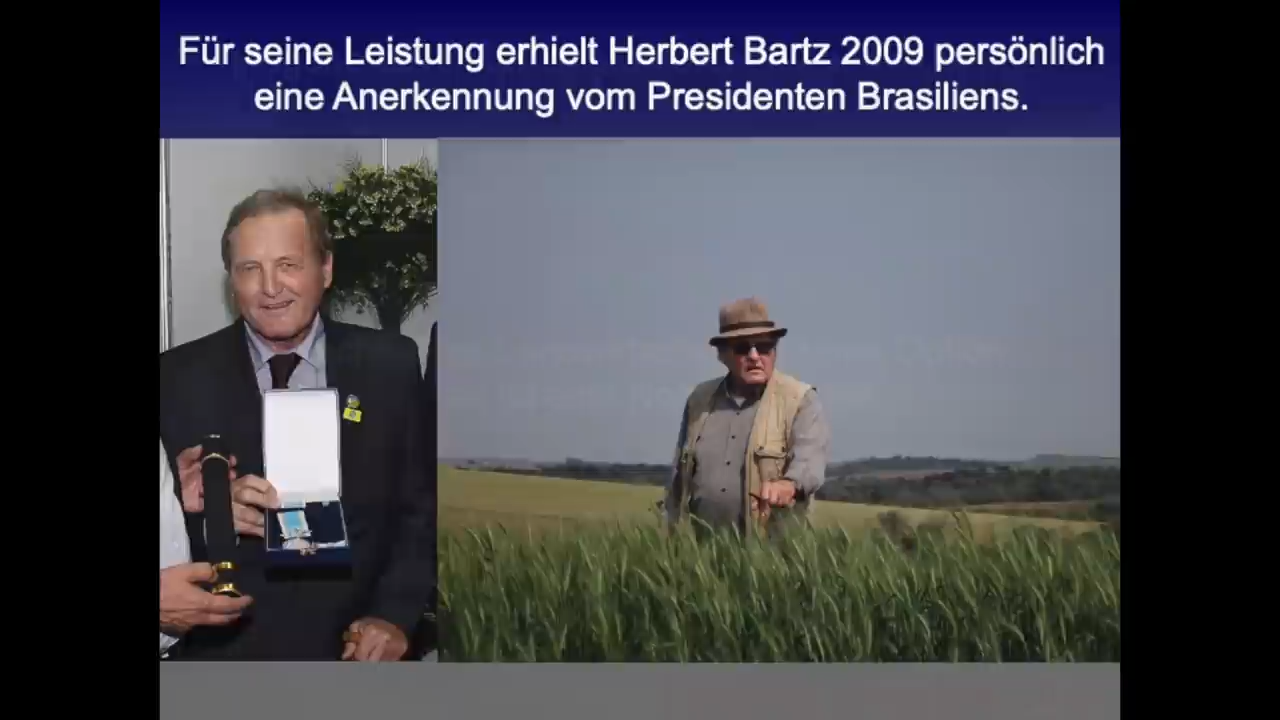 Für seine Leistung erhielt Herbert Bartz 2009 persönlich
eine Anerkennung vom Presidenten Brasiliens.